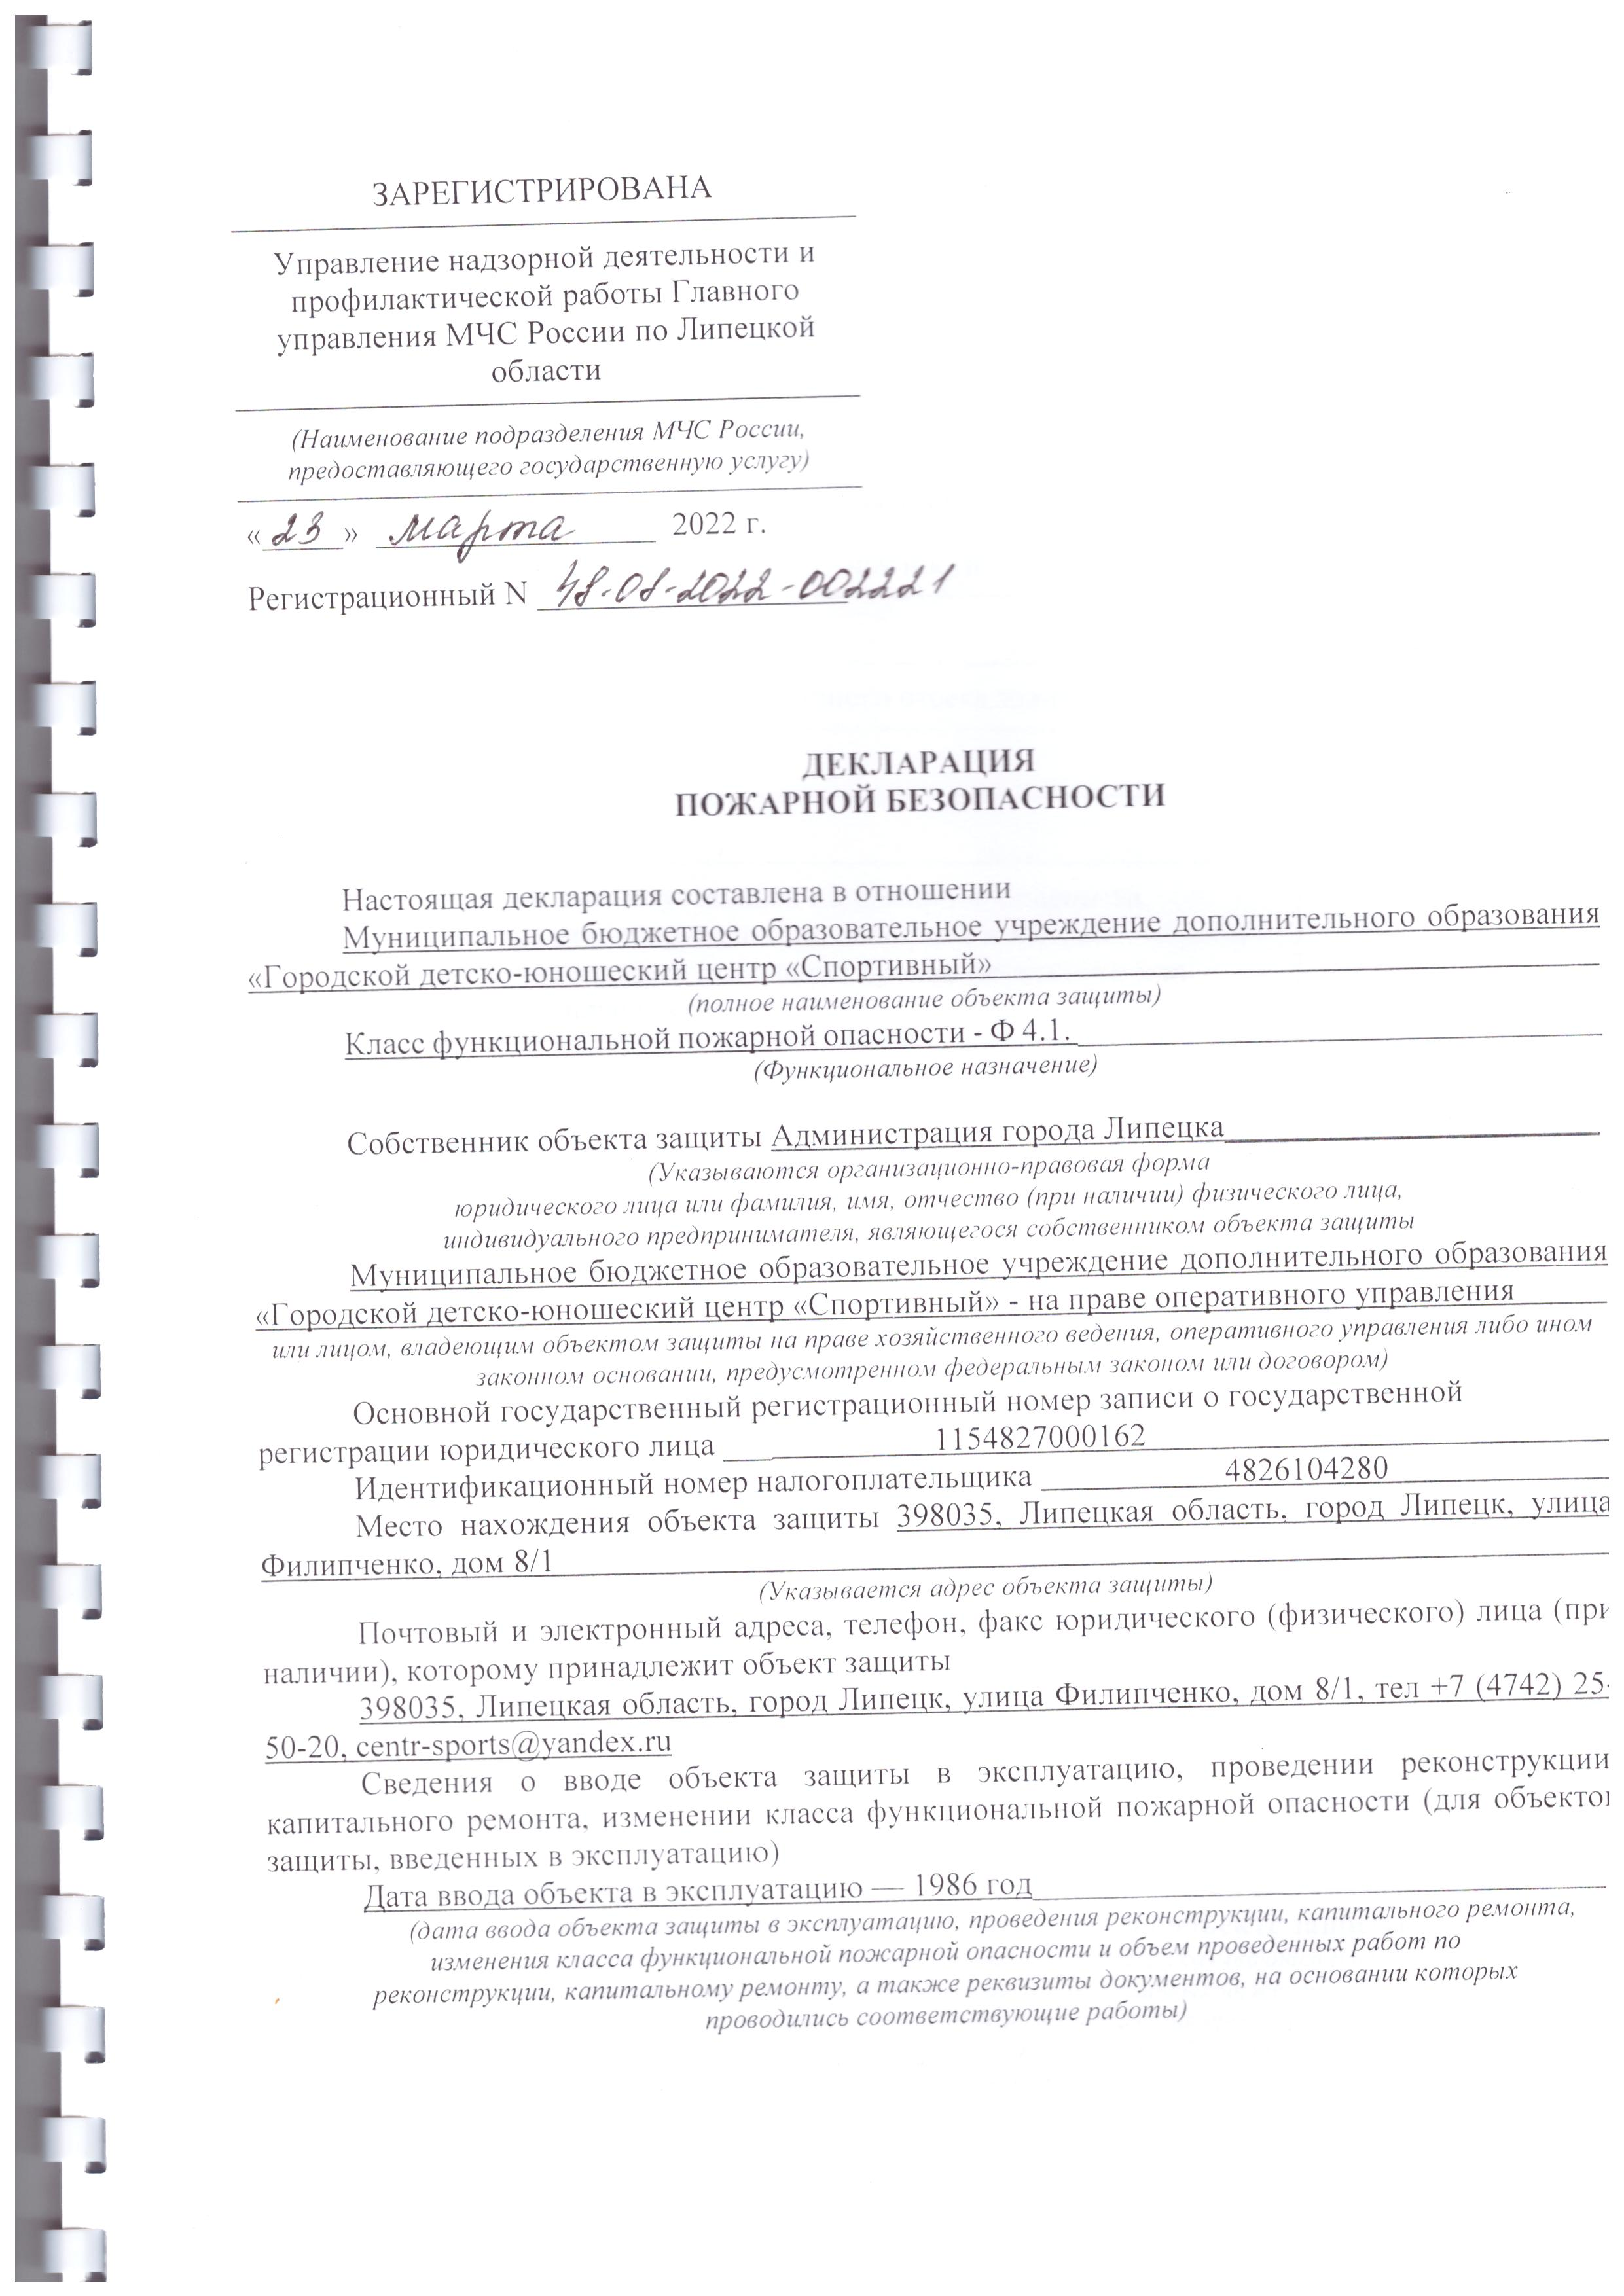 ЗАРЕГИСТРИРОВАНА
Управление надзорной деятельности и
профилактической работы Главного
управления МЧС России по Липецкой
области
(Наименование подразделения МЧС России,
предоставляющего государственную услугу)
«23» марта 2022 г.
Регистрационный N 48-08-2022-002221
ДЕКЛАРАЦИЯ
ПОЖАРНОЙ БЕЗОПАСНОСТИ
Настоящая декларация составлена в отношении
Муниципальное бюджетное образовательное учреждение дополнительного образования
«Городской детско-юношеский центр «Спортивный»
(полное наименование объекта защиты)
Класс функциональной пожарной опасности - Ф 4.1.
(Функциональное назначение)
Собственник объекта защиты Администрация города Липецка
(Указываются организационно-правовая форма
юридического лица или фамилия, имя, отчество (при наличии) физического лица,
индивидуального предпринимателя, являющегося собственником объекта защиты
Муниципальное бюджетное образовательное учреждение дополнительного образования
«Городской детско-юношеский центр «Спортивный» - на праве оперативного управления
или лицом, владеющим объектом защиты на праве хозяйственного ведения, оперативного управления либо ином
законном основании, предусмотренном федеральным законом или договором)
Основной государственный регистрационный номер записи о государственной
регистрации юридического лица 1154827000162
Идентификационный номер налогоплательщика 4826104280
Место нахождения объекта защиты 398035, Липецкая область, город Липецк, улица
Филипченко, дом 8/1
(Указывается адрес объекта защиты)
Почтовый и электронный адреса, телефон, факс юридического (физического) лица (при
наличии), которому принадлежит объект защиты
398035, Липецкая область, город Липецк, улица Филипченко, дом 8/1, тел +7 (4742) 25-
50-20, centr-sports@yandex.ru
Сведения о вводе объекта защиты в эксплуатацию, проведении реконструкции
капитального ремонта, изменении класса функциональной пожарной опасности (для объектов
защиты, введенных в эксплуатацию)
Дата ввода объекта в эксплуатацию — 1986 год
(дата ввода объекта защиты в эксплуатацию, проведения реконструкции, капитального ремонта,
изменения класса функциональной пожарной опасности и объем проведенных работ по
реконструкции, капитальному ремонту, а также реквизиты документов, на основании которых
проводились соответствующие работы)